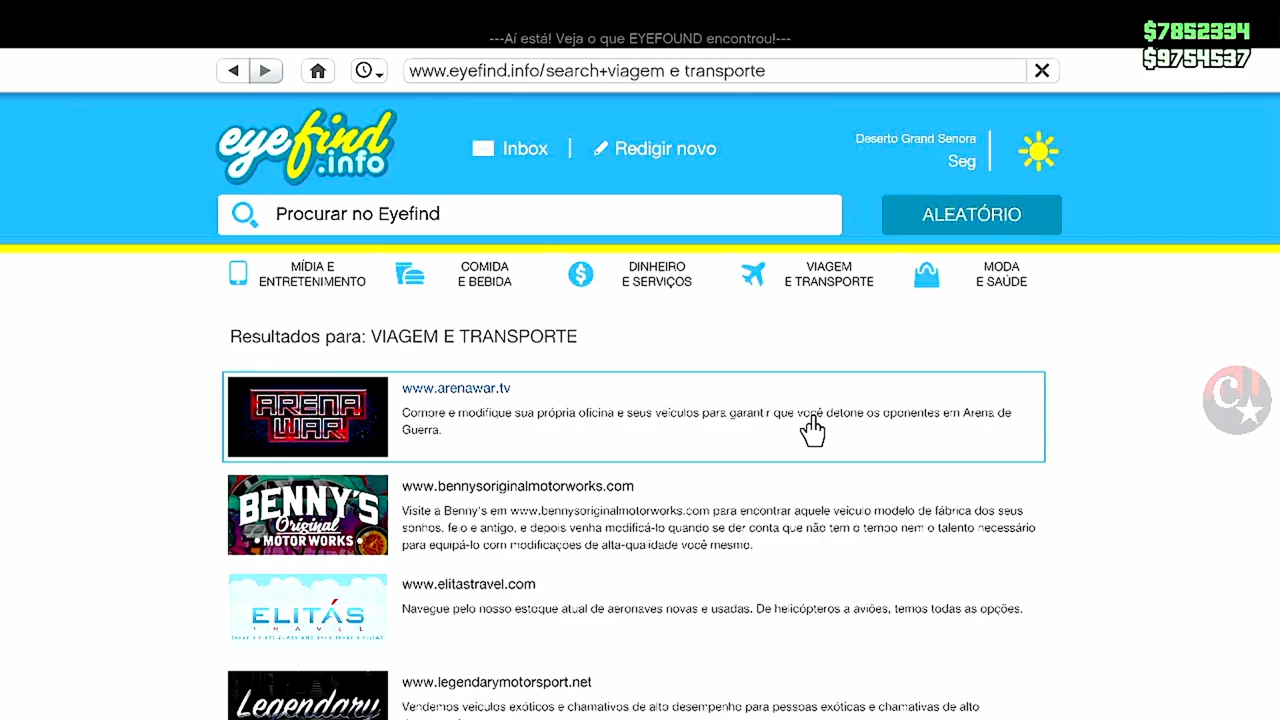 ---Aí está! Veja o que EYEFOUND encontrou!---
$7852334
$9754537
www.eyefind.info/search+viagem e transporte
eyefind
.info
Inbox | Redigir novo
Deserto Grand Senora
Seg
Procurar no Eyefind
ALEATÓRIO
MÍDIA E
ENTRETENIMENTO
COMIDA
E BEBIDA
DINHEIRO
E SERVIÇOS
VIAGEM
E TRANSPORTE
MODA
E SAÚDE
Resultados para: VIAGEM E TRANSPORTE
ARENA
WAR
www.arenawar.tv
Compre e modifique sua própria oficina e seus veículos para garantir que você detone os oponentes em Arena de
Guerra.
BENNY'S
Original
MOTOR WORKS
www.bennysoriginalmotorworks.com
Visite a Benny's em www.bennysoriginalmotorworks.com para encontrar aquele veículo modelo de fábrica dos seus
sonhos, feio e antigo, e depois venha modificá-lo quando se der conta que não tem o tempo nem o talento necessário
para equipá-lo com modificações de alta-qualidade você mesmo.
ELITÁS
TRAVEL
www.elitastravel.com
Navegue pelo nosso estoque atual de aeronaves novas e usadas. De helicópteros a aviões, temos todas as opções.
Legendary
www.legendarymotorsport.net
Vendemos veículos exóticos e chamativos de alto desempenho para pessoas exóticas e chamativas de alto